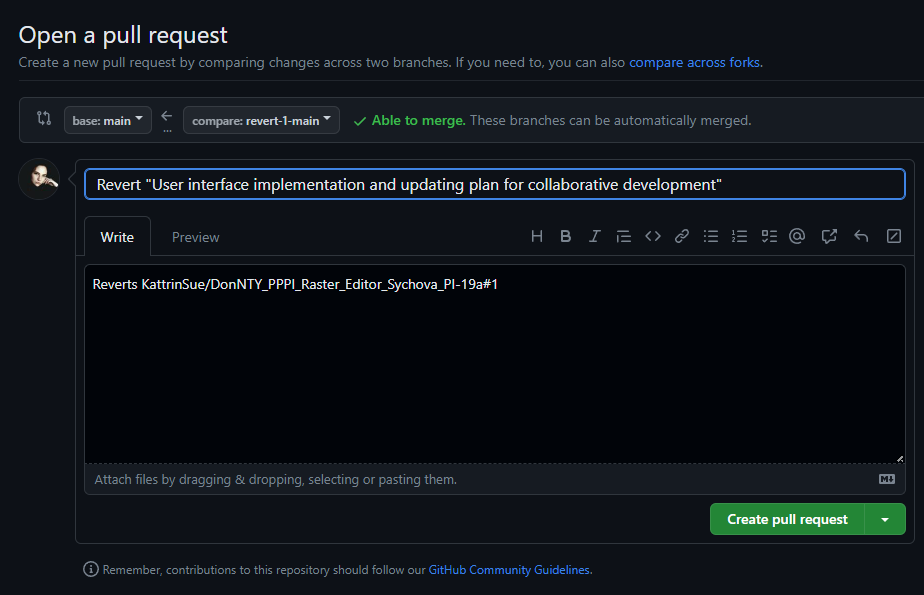 Open a pull request
Create a new pull request by comparing changes across two branches. If you need to, you can also compare across forks.
base: main ... compare: revert-1-main Able to merge. These branches can be automatically merged.
Revert "User interface implementation and updating plan for collaborative development"
Write Preview
Reverts KattrinSue/DonNTY_PPPI_Raster_Editor_Sychova_PI-19a#1
Attach files by dragging & dropping, selecting or pasting them.
Create pull request
Remember, contributions to this repository should follow our GitHub Community Guidelines.